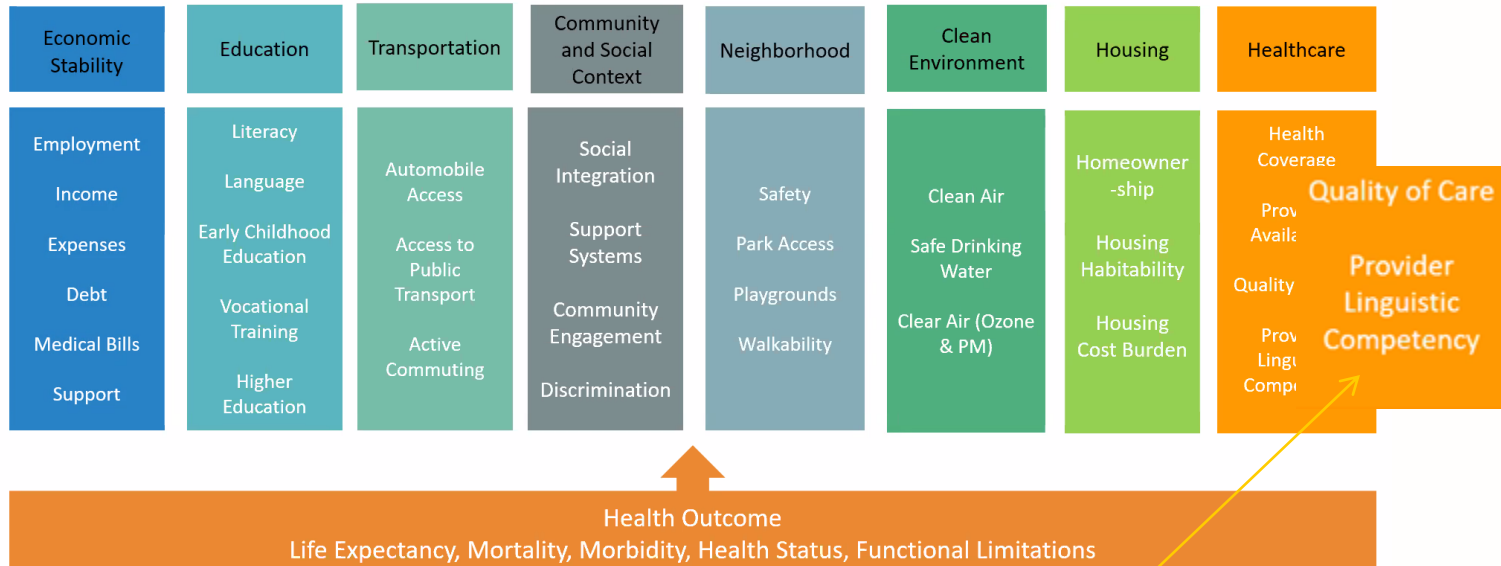 Economic
Stability
Education
Transportation
Community
and Social
Context
Neighborhood
Clean
Environment
Housing
Healthcare
Employment
Income
Expenses
Debt
Medical Bills
Support
Literacy
Language
Early Childhood
Education
Vocational
Training
Higher
Education
Automobile
Access
Access to
Public
Transport
Active
Commuting
Social
Integration
Support
Systems
Community
Engagement
Discrimination
Safety
Park Access
Playgrounds
Walkability
Clean Air
Safe Drinking
Water
Clear Air (Ozone
& PM)
Homeowner
-ship
Housing
Habitability
Housing
Cost Burden
Health
Coverage
Quality
Quality of Care
Provider
Linguistic
Competency
Health Outcome
Life Expectancy, Mortality, Morbidity, Health Status, Functional Limitations